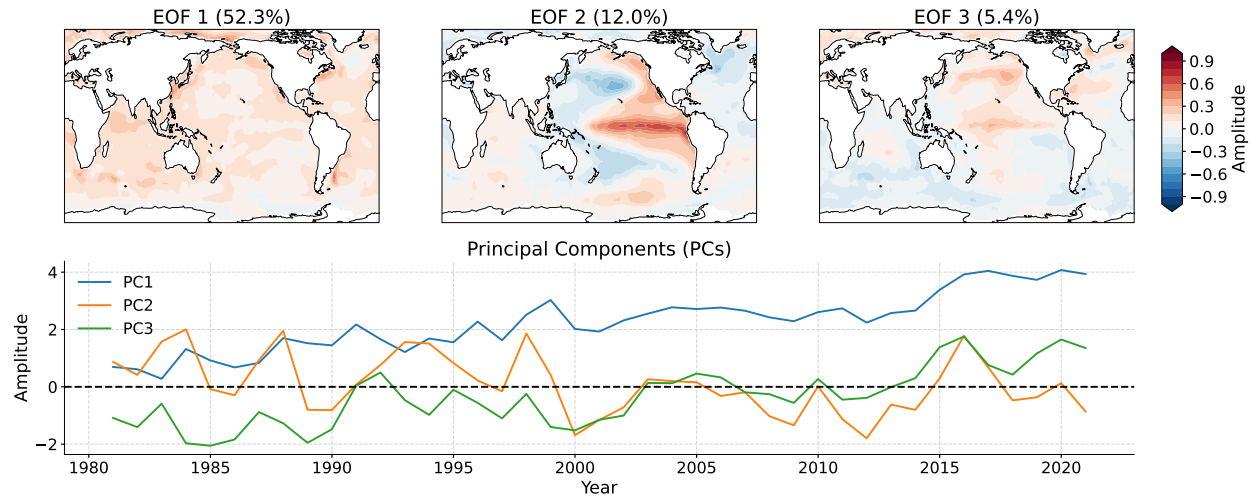 EOF 1 (52.3%) EOF 2 (12.0%) EOF 3 (5.4%)
0.9
0.6
0.3
0.0
−0.3
−0.6
−0.9
Amplitude
Principal Components (PCs)
PC1
PC2
PC3
4
2
0
−2
Amplitude
1980 1985 1990 1995 2000 2005 2010 2015 2020
Year